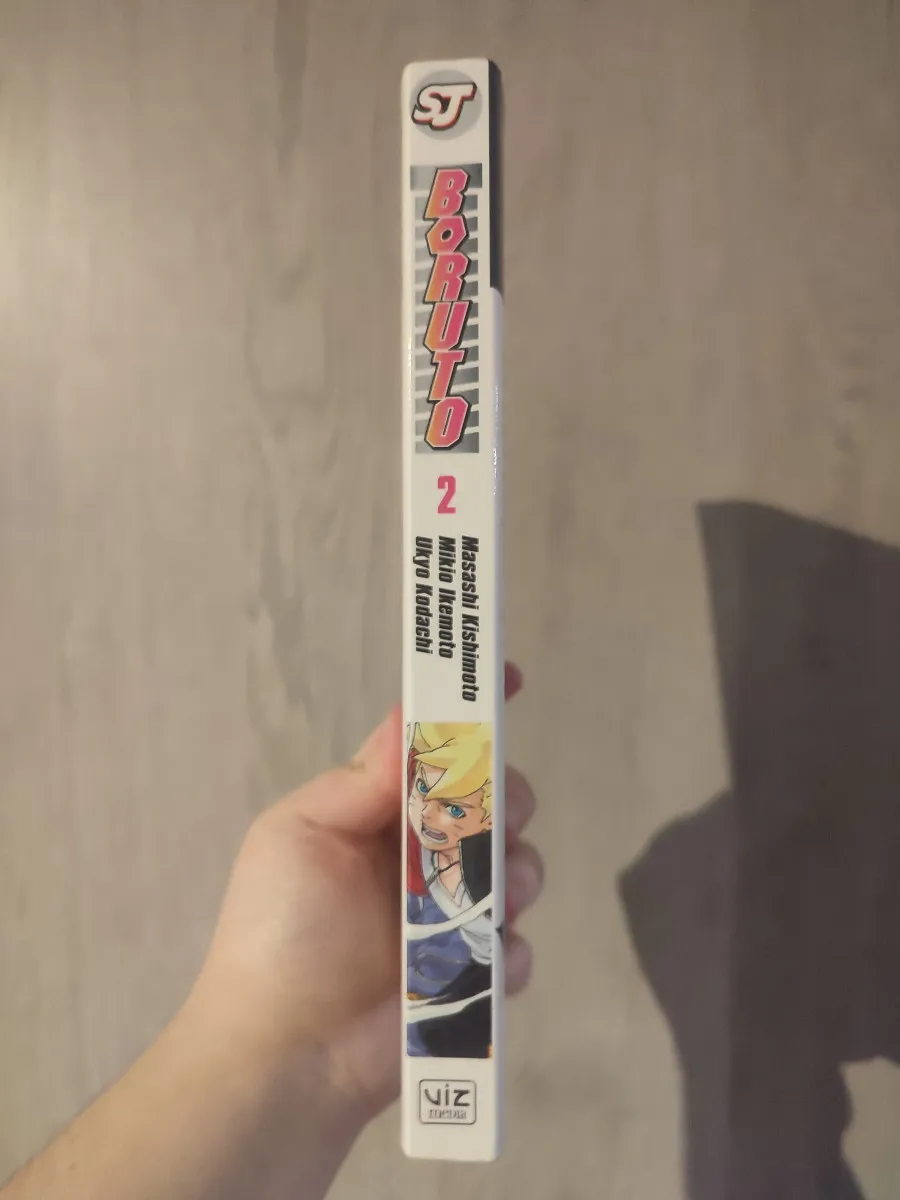 SJ
BORUTO
2
Masashi Kishimoto
Mikio Ikemoto
Ukyo Kodachi
VIZ
media